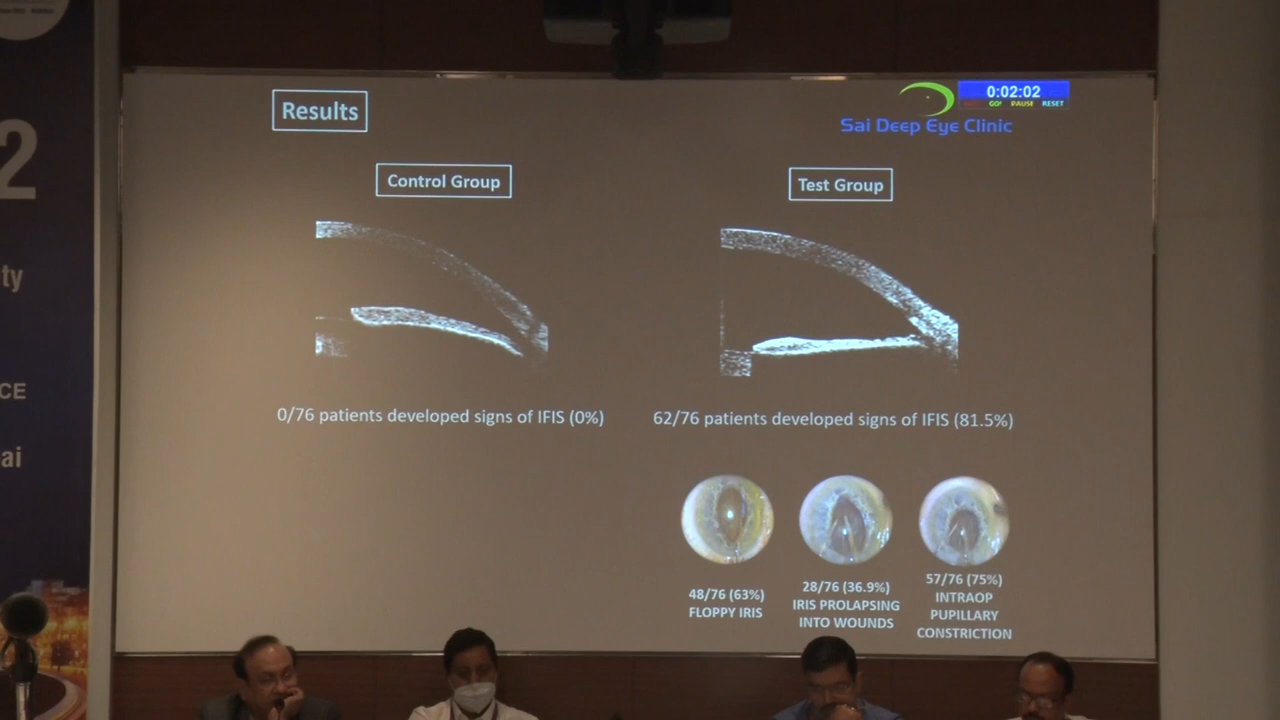 2
ty
CE
ai
Results
0:02:02
GO! PAUSE RESET
Sai Deep Eye Clinic
Control Group
Test Group
0/76 patients developed signs of IFIS (0%)
62/76 patients developed signs of IFIS (81.5%)
48/76 (63%)
FLOPPY IRIS
28/76 (36.9%)
IRIS PROLAPSING
INTO WOUNDS
57/76 (75%)
INTRAOP
PUPILLARY
CONSTRICTION